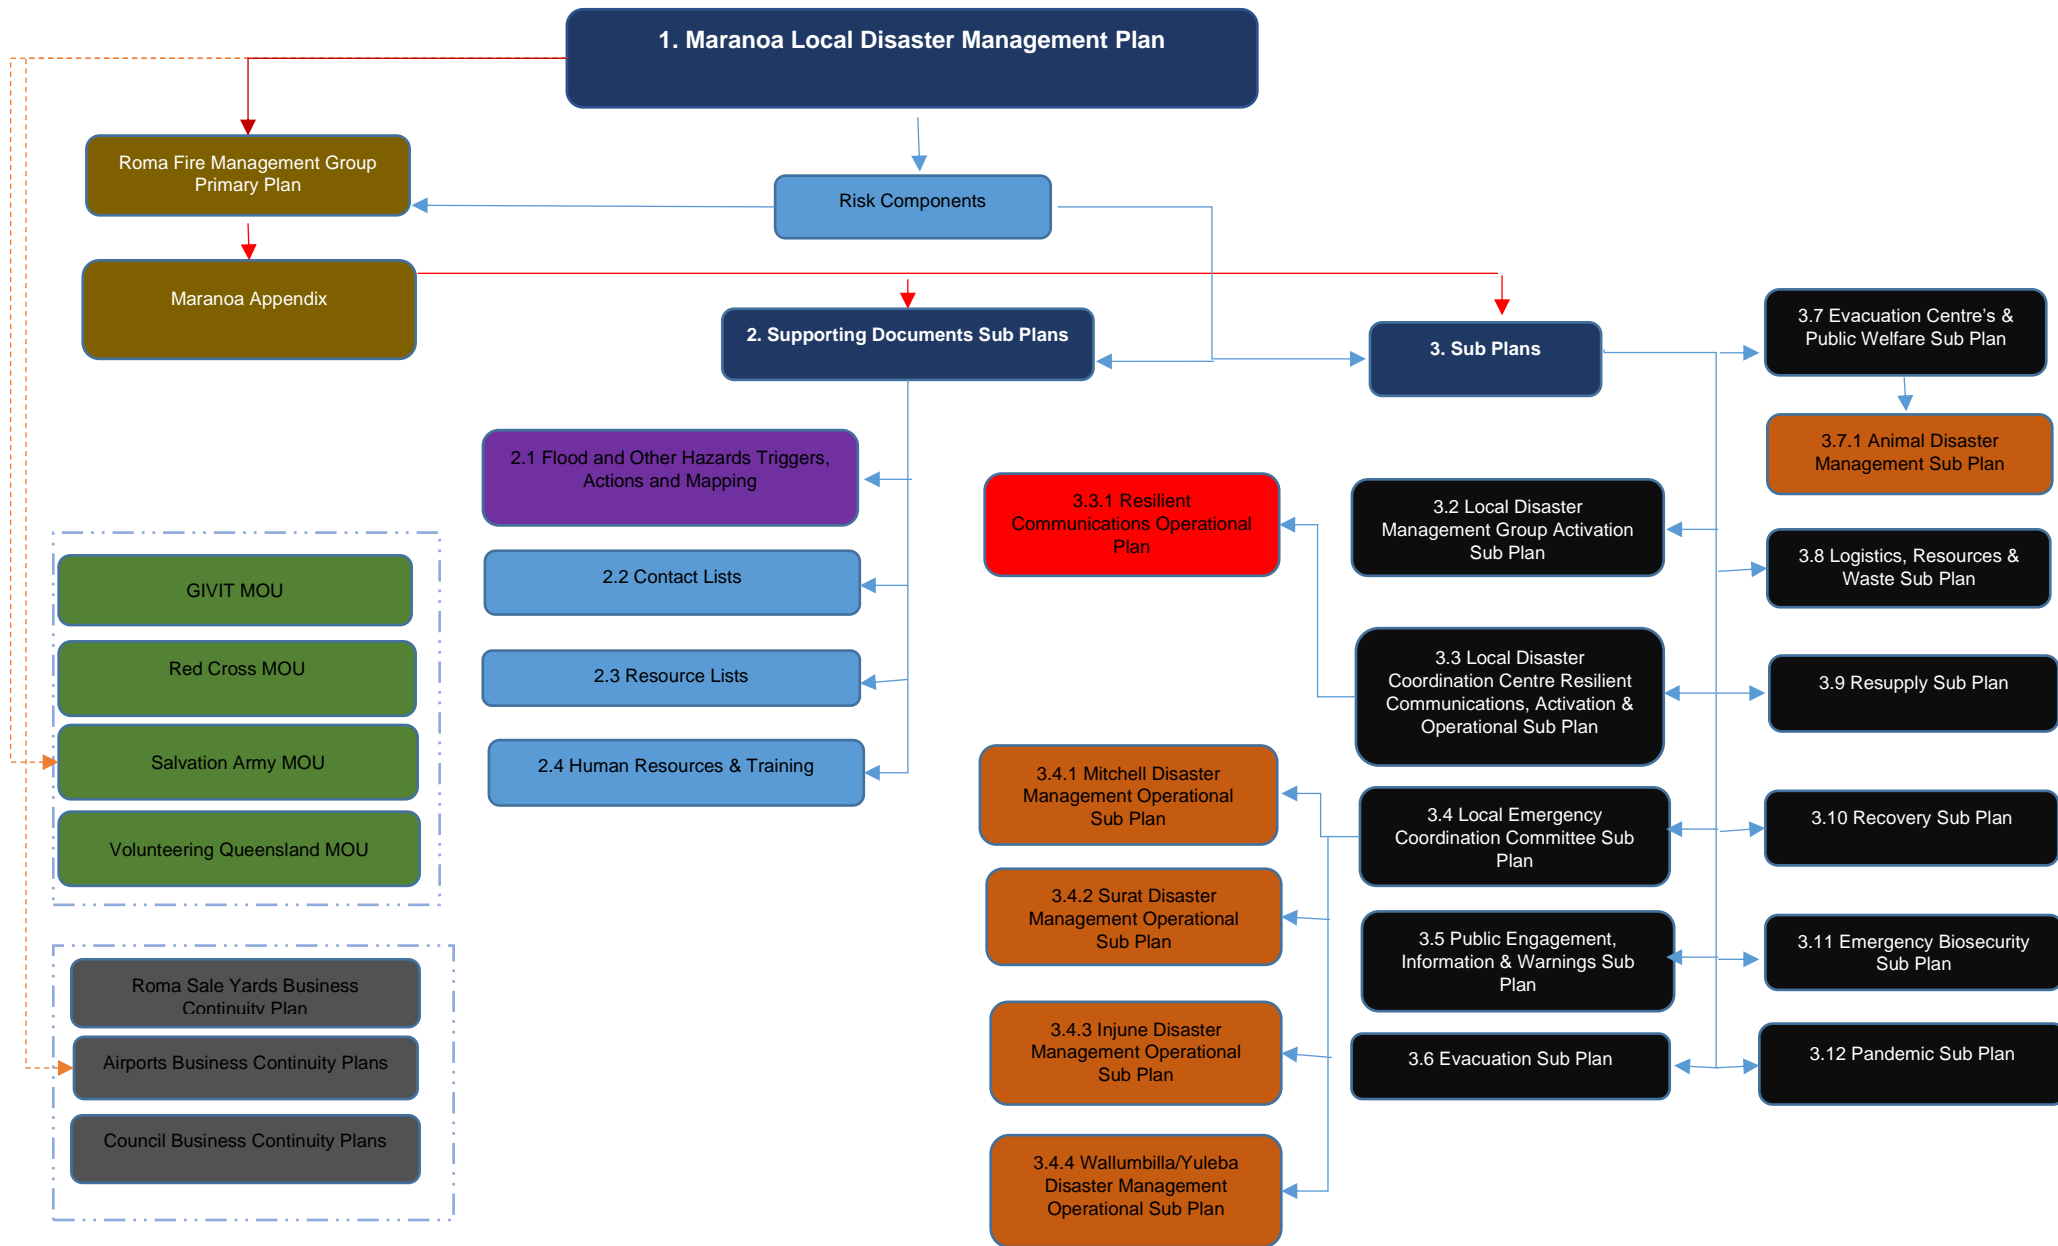 1. Maranoa Local Disaster Management Plan
Roma Fire Management Group
Primary Plan
Risk Components
Maranoa Appendix
2. Supporting Documents Sub Plans
3. Sub Plans
3.7 Evacuation Centre’s &
Public Welfare Sub Plan
3.7.1 Animal Disaster
Management Sub Plan
2.1 Flood and Other Hazards Triggers,
Actions and Mapping
2.2 Contact Lists
2.3 Resource Lists
2.4 Human Resources & Training
3.3.1 Resilient
Communications Operational
Plan
3.2 Local Disaster
Management Group Activation
Sub Plan
3.8 Logistics, Resources &
Waste Sub Plan
3.3 Local Disaster
Coordination Centre Resilient
Communications, Activation &
Operational Sub Plan
3.9 Resupply Sub Plan
GIVIT MOU
Red Cross MOU
Salvation Army MOU
Volunteering Queensland MOU
3.4.1 Mitchell Disaster
Management Operational
Sub Plan
3.4 Local Emergency
Coordination Committee Sub
Plan
3.10 Recovery Sub Plan
3.4.2 Surat Disaster
Management Operational
Sub Plan
3.5 Public Engagement,
Information & Warnings Sub
Plan
3.11 Emergency Biosecurity
Sub Plan
Roma Sale Yards Business
Continuity Plan
Airports Business Continuity Plans
Council Business Continuity Plans
3.4.3 Injune Disaster
Management Operational
Sub Plan
3.6 Evacuation Sub Plan
3.12 Pandemic Sub Plan
3.4.4 Wallumbilla/Yuleba
Disaster Management
Operational Sub Plan